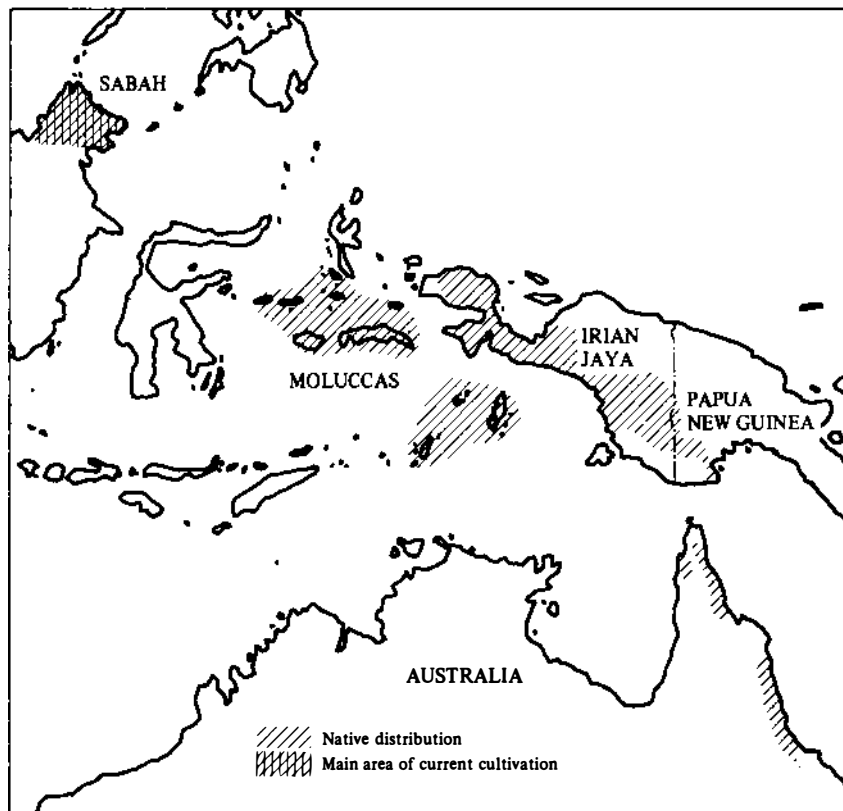 SABAH
IRIAN
JAYA
MOLUCCAS
PAPUA
NEW GUINEA
AUSTRALIA
Native distribution
Main area of current cultivation